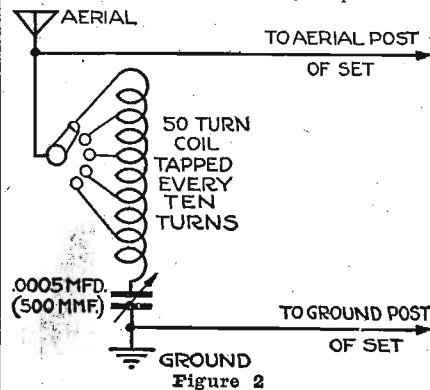 AERIAL
TO AERIAL POST
OF SET
50 TURN
COIL
TAPPED
EVERY
TEN
TURNS
.0005 MFD.
(500 MMF.)
TO GROUND POST
OF SET
GROUND
Figure 2